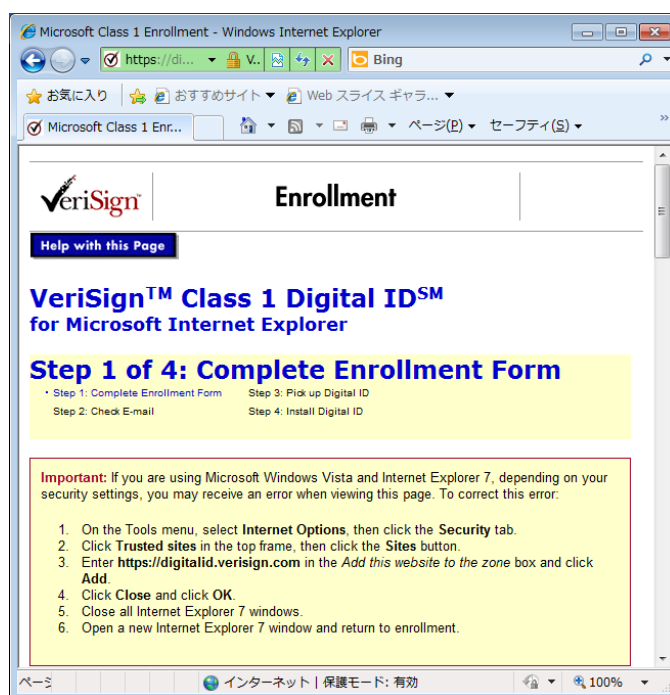 Microsoft Class 1 Enrollment - Windows Internet Explorer
https://di... V.. Bing
お気に入り おすすめサイト ▼ Web スライス ギャラ... ▼
Microsoft Class 1 Enr... ページ(P) セーフティ(S) »
VeriSign™ Enrollment
Help with this Page
VeriSign™ Class 1 Digital IDSM
for Microsoft Internet Explorer
Step 1 of 4: Complete Enrollment Form
• Step 1: Complete Enrollment Form Step 3: Pick up Digital ID
Step 2: Check E-mail Step 4: Install Digital ID
Important: If you are using Microsoft Windows Vista and Internet Explorer 7, depending on your
security settings, you may receive an error when viewing this page. To correct this error:
1. On the Tools menu, select Internet Options, then click the Security tab.
2. Click Trusted sites in the top frame, then click the Sites button.
3. Enter https://digitalid.verisign.com in the Add this website to the zone box and click
Add.
4. Click Close and click OK.
5. Close all Internet Explorer 7 windows.
6. Open a new Internet Explorer 7 window and return to enrollment.
インターネット | 保護モード: 有効 100%